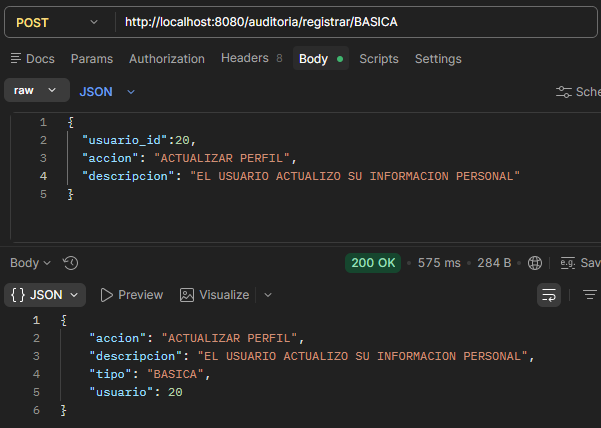 POST http://localhost:8080/auditoria/registrar/BASICA
Docs Params Authorization Headers 8 Body Scripts Settings
raw JSON Sche
1 {
2 "usuario_id":20,
3 "accion": "ACTUALIZAR PERFIL",
4 "descripcion": "EL USUARIO ACTUALIZO SU INFORMACION PERSONAL"
5 }
Body 200 OK • 575 ms • 284 B • e.g. Sav
{} JSON Preview Visualize
1 {
2 "accion": "ACTUALIZAR PERFIL",
3 "descripcion": "EL USUARIO ACTUALIZO SU INFORMACION PERSONAL",
4 "tipo": "BASICA",
5 "usuario": 20
6 }